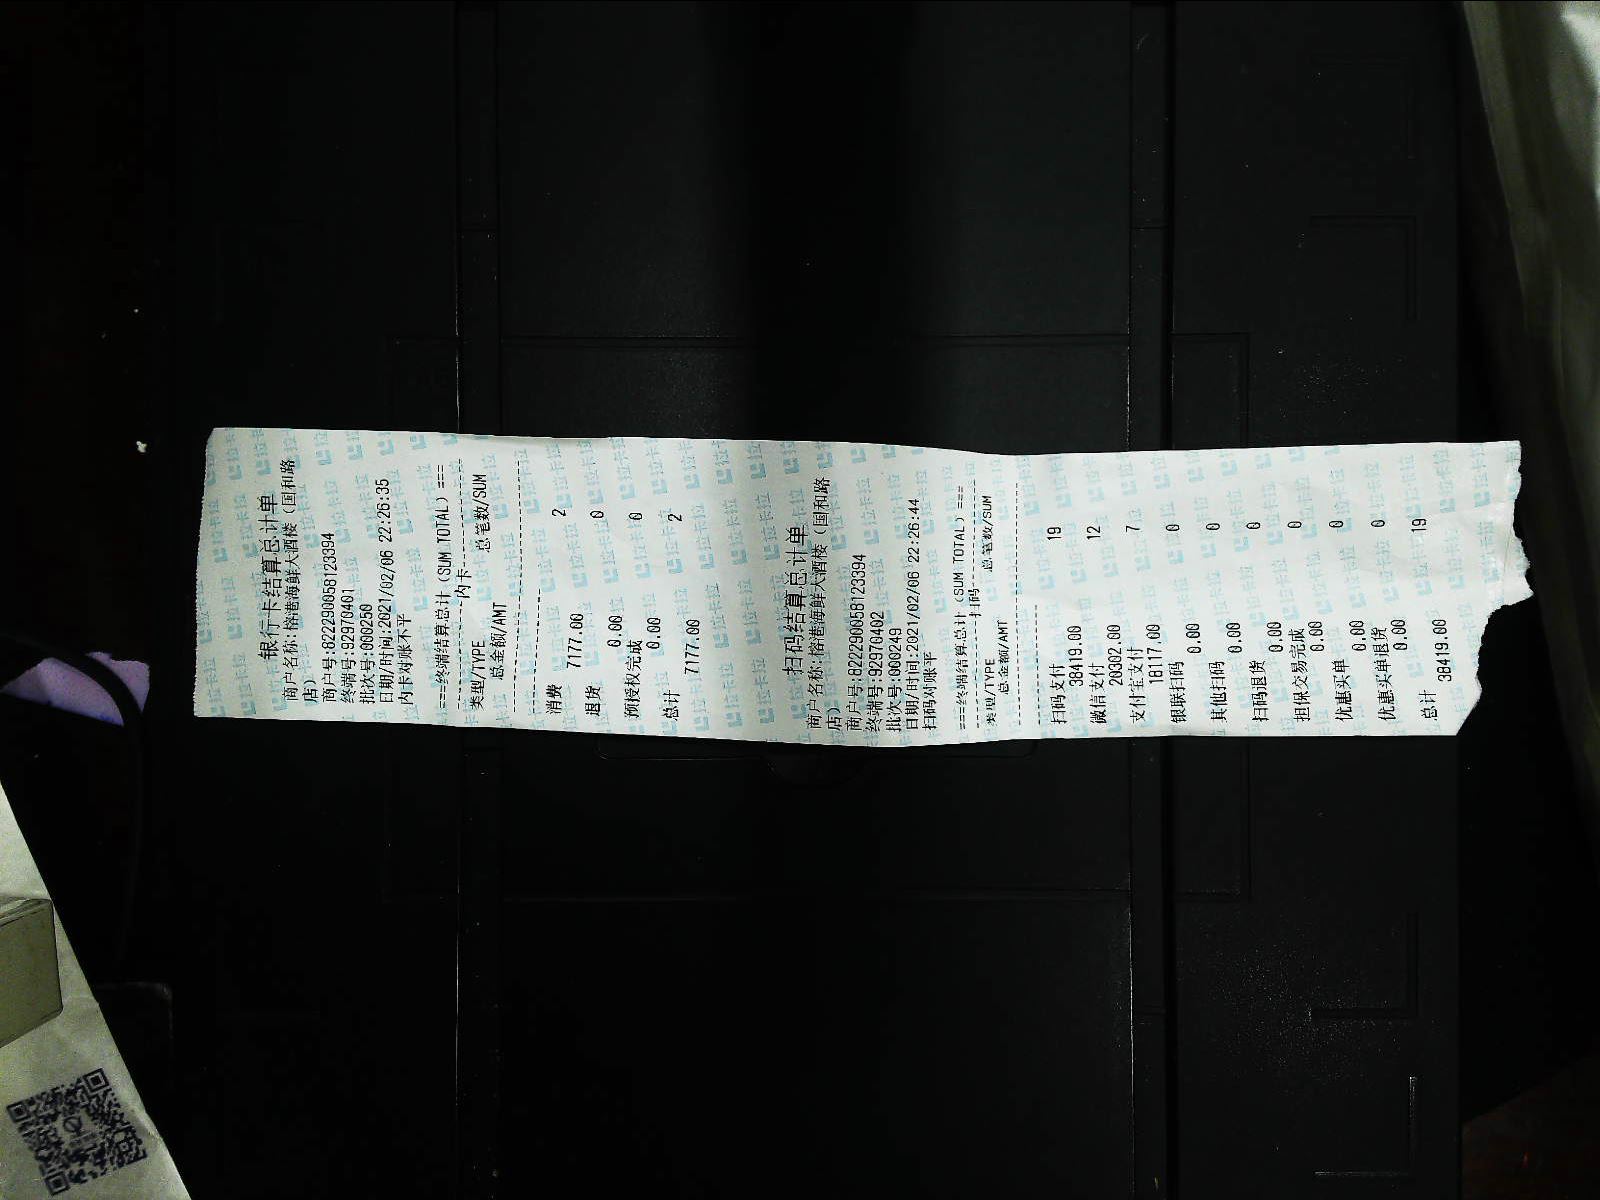 银行卡结算总计单
商户名称:榕港海鲜大酒楼（国和路
店）
商户号:822290058123394
终端号:92970401
批次号:000250
日期/时间:2021/02/06 22:26:35
内卡对账不平
===终端结算总计（SUM TOTAL）===
内卡
类型/TYPE 总笔数/SUM
总金额/AMT
消费 2
7177.00
退货 0
0.00
预授权完成 0
0.00
总计 2
7177.00
扫码结算总计单
商户名称:榕港海鲜大酒楼（国和路
店）
商户号:822290058123394
终端号:92970402
批次号:000249
日期/时间:2021/02/06 22:26:44
扫码对账平
===终端结算总计（SUM TOTAL）===
扫码
类型/TYPE 总笔数/SUM
总金额/AMT
扫码支付 19
38419.00
微信支付 12
20302.00
支付宝支付 7
18117.00
银联扫码 0
0.00
其他扫码 0
0.00
扫码退货 0
0.00
担保交易完成 0
0.00
优惠买单 0
0.00
优惠买单退货 0
0.00
总计 19
38419.00
拉卡拉